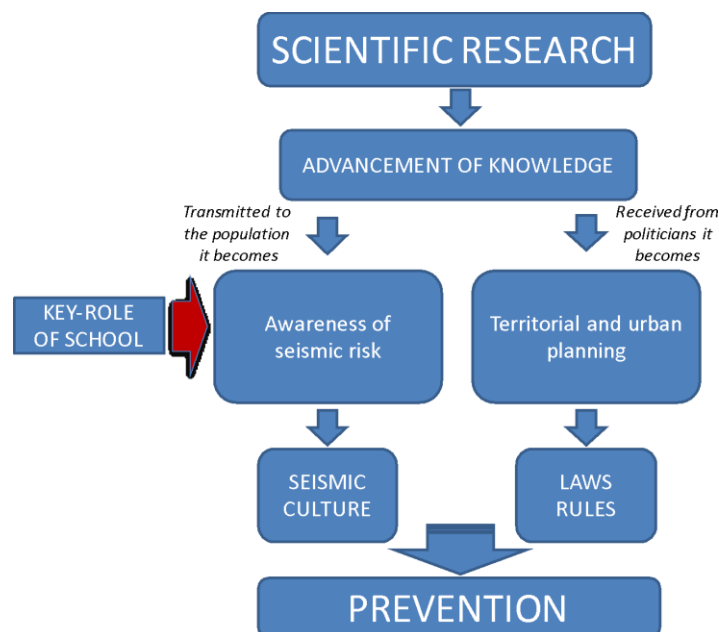 SCIENTIFIC RESEARCH
ADVANCEMENT OF KNOWLEDGE
Transmitted to
the population
it becomes
Received from
politicians it
becomes
KEY-ROLE
OF SCHOOL
Awareness of
seismic risk
Territorial and urban
planning
SEISMIC
CULTURE
LAWS
RULES
PREVENTION